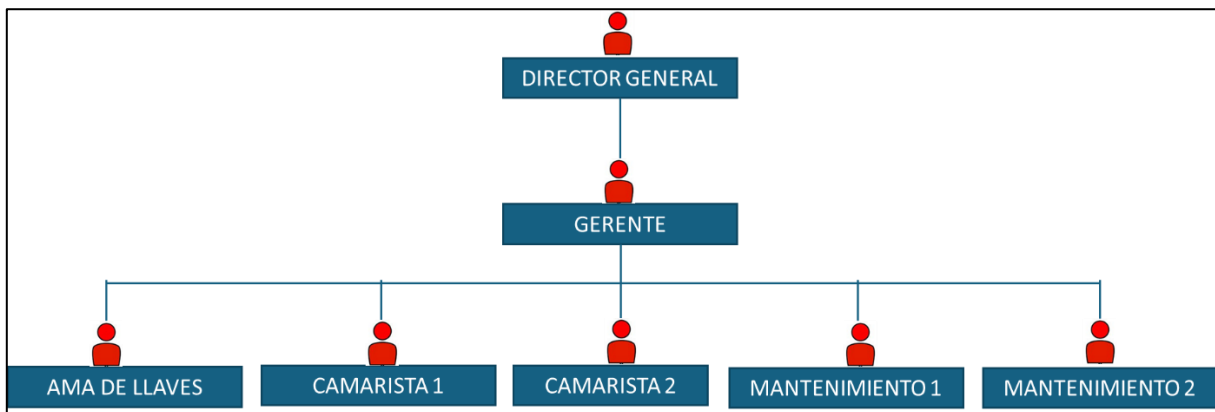 DIRECTOR GENERAL
GERENTE
AMA DE LLAVES
CAMARISTA 1
CAMARISTA 2
MANTENIMIENTO 1
MANTENIMIENTO 2